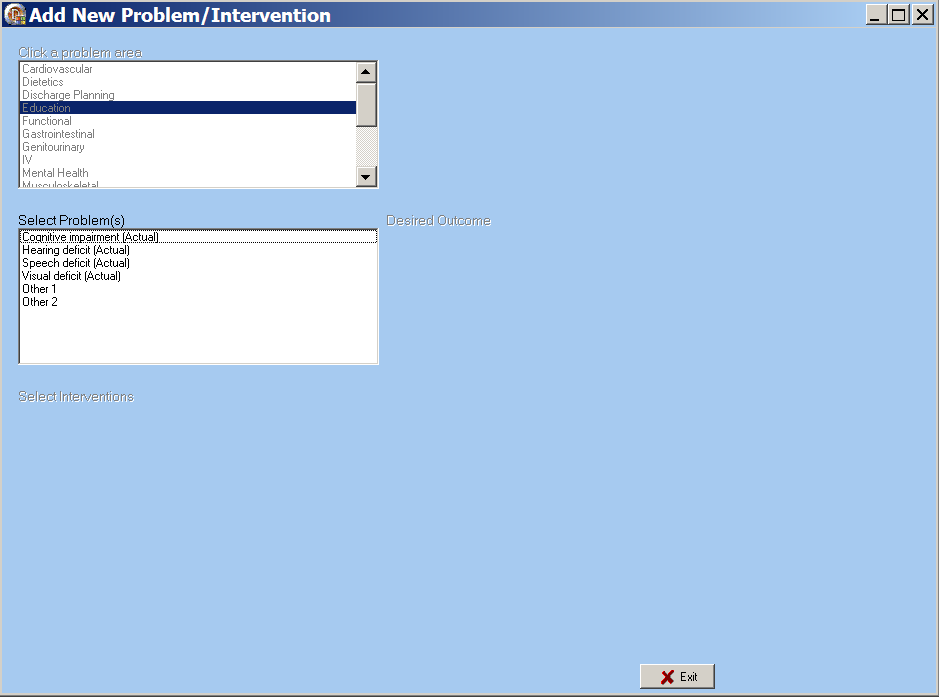 Add New Problem/Intervention
Click a problem area
Cardiovascular
Dietetics
Discharge Planning
Education
Functional
Gastrointestinal
Genitourinary
IV
Mental Health
Musculoskeletal
Select Problem(s)
Desired Outcome
Cognitive impairment (Actual)
Hearing deficit (Actual)
Speech deficit (Actual)
Visual deficit (Actual)
Other 1
Other 2
Select Interventions
Exit